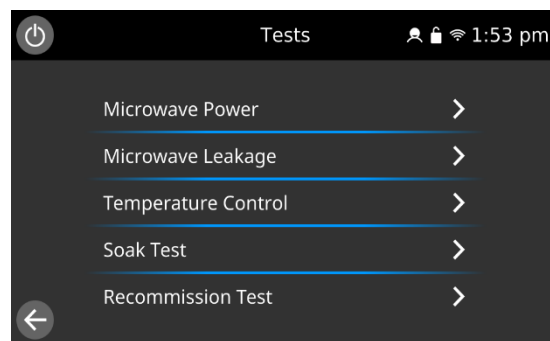 Tests 1:53 pm
Microwave Power
Microwave Leakage
Temperature Control
Soak Test
Recommission Test